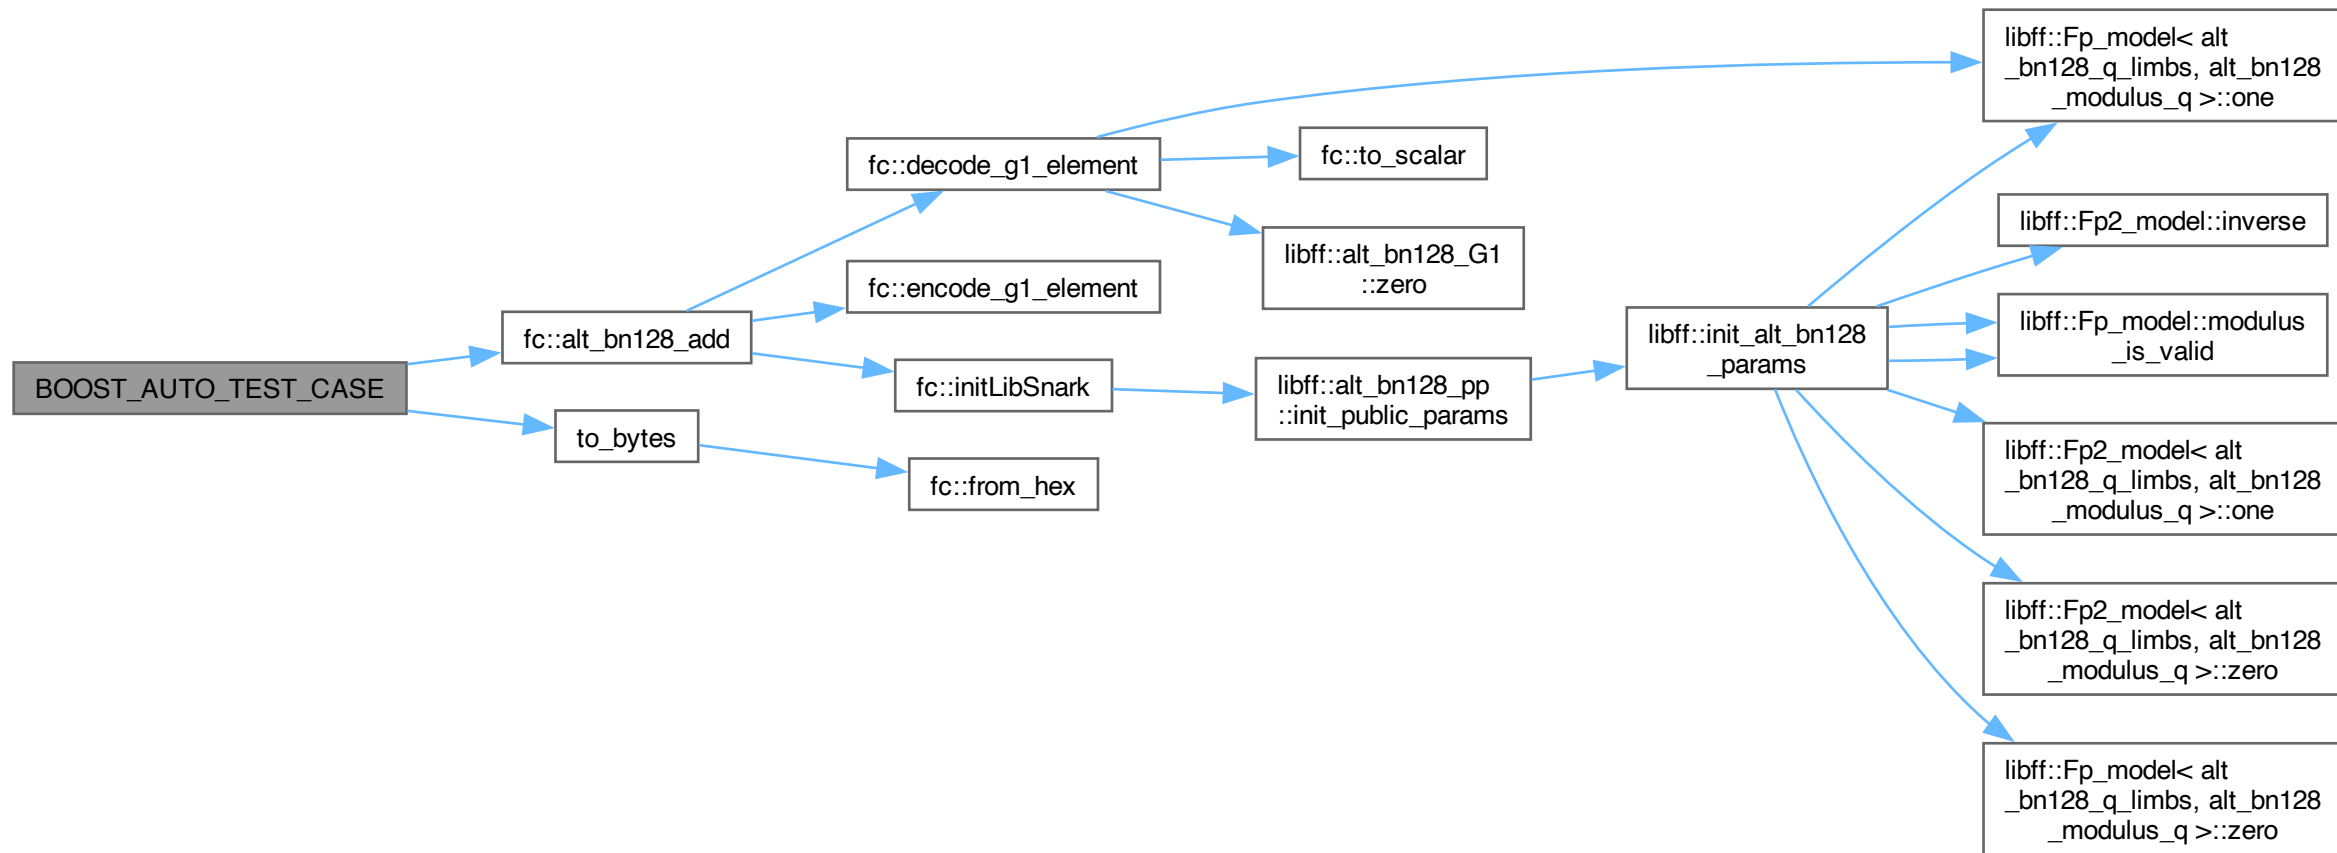 BOOST_AUTO_TEST_CASE
fc::alt_bn128_add
to_bytes
fc::decode_g1_element
fc::encode_g1_element
fc::initLibSnark
fc::from_hex
fc::to_scalar
libff::alt_bn128_G1
::zero
libff::alt_bn128_pp
::init_public_params
libff::init_alt_bn128
_params
libff::Fp_model< alt
_bn128_q_limbs, alt_bn128
_modulus_q >::one
libff::Fp2_model::inverse
libff::Fp_model::modulus
_is_valid
libff::Fp2_model< alt
_bn128_q_limbs, alt_bn128
_modulus_q >::one
libff::Fp2_model< alt
_bn128_q_limbs, alt_bn128
_modulus_q >::zero
libff::Fp_model< alt
_bn128_q_limbs, alt_bn128
_modulus_q >::zero